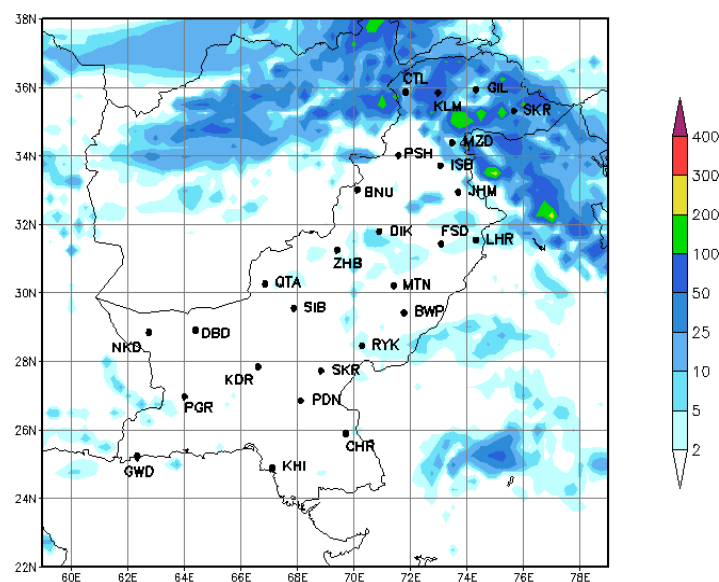 38N
36N
34N
32N
30N
28N
26N
24N
22N
60E 62E 64E 66E 68E 70E 72E 74E 76E 78E
CTL
GIL
KLM
SKR
MZD
PSH
ISB
BNU
JHM
DIK
FSD
LHR
ZHB
QTA
MTN
SIB
BWP
DBD
NKD
RYK
KDR
SKR
PGR
PDN
CHR
GWD
KHI
400
300
200
100
50
25
10
5
2